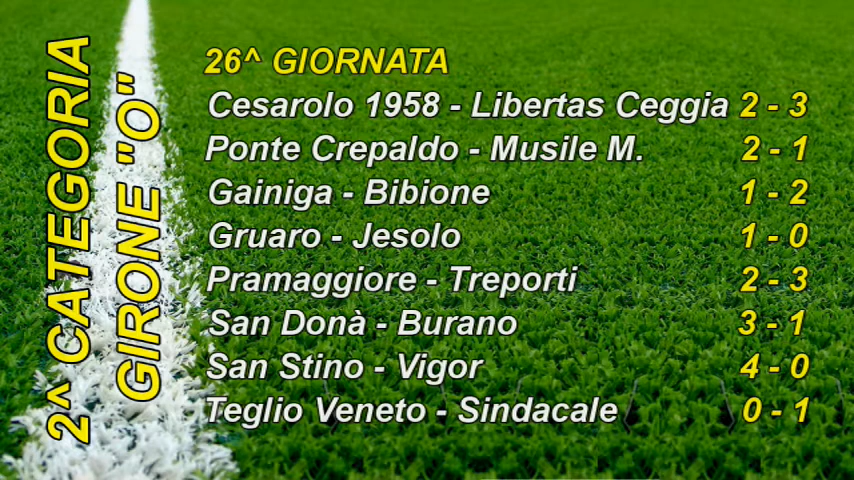 2^ CATEGORIA
GIRONE "O"
26^ GIORNATA
Cesarolo 1958 - Libertas Ceggia 2 - 3
Ponte Crepaldo - Musile M. 2 - 1
Gainiga - Bibione 1 - 2
Gruaro - Jesolo 1 - 0
Pramaggiore - Treporti 2 - 3
San Donà - Burano 3 - 1
San Stino - Vigor 4 - 0
Teglio Veneto - Sindacale 0 - 1